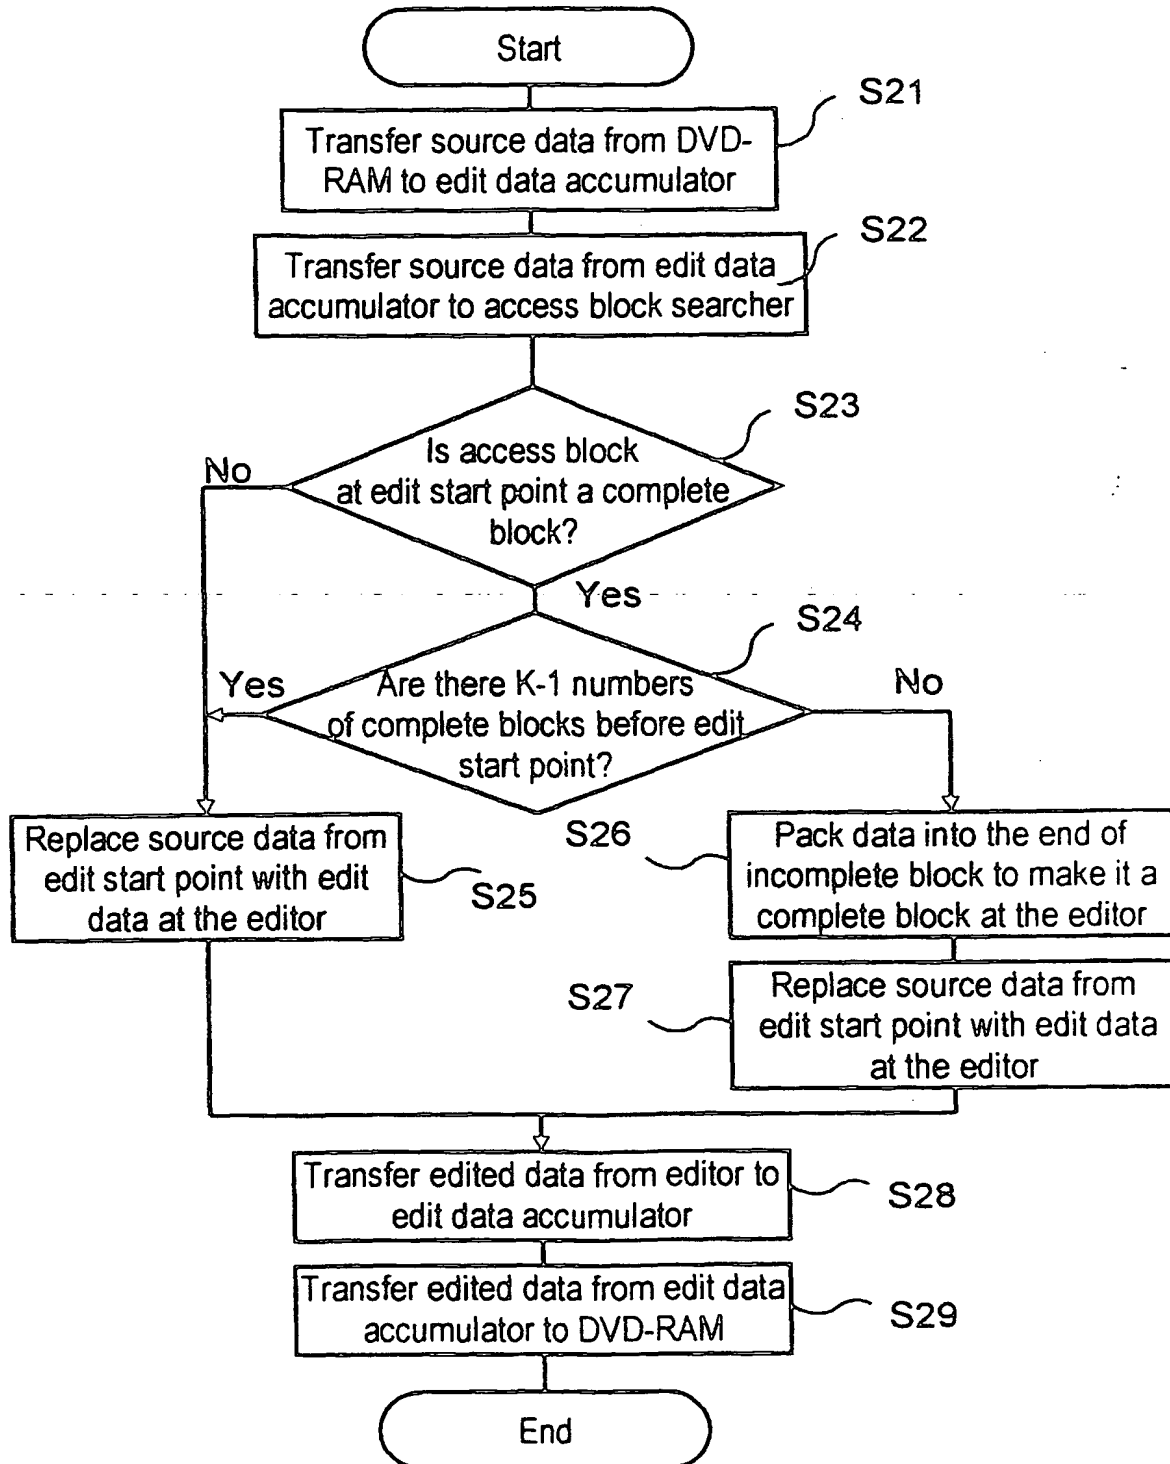 Start
S21
Transfer source data from DVD-
RAM to edit data accumulator
S22
Transfer source data from edit data
accumulator to access block searcher
S23
Is access block
at edit start point a complete
block?
No
Yes
S24
Are there K-1 numbers
of complete blocks before edit
start point?
Yes
No
Replace source data from
edit start point with edit
data at the editor
S25
S26
Pack data into the end of
incomplete block to make it a
complete block at the editor
S27
Replace source data from
edit start point with edit data
at the editor
Transfer edited data from editor to
edit data accumulator
S28
Transfer edited data from edit data
accumulator to DVD-RAM
S29
End